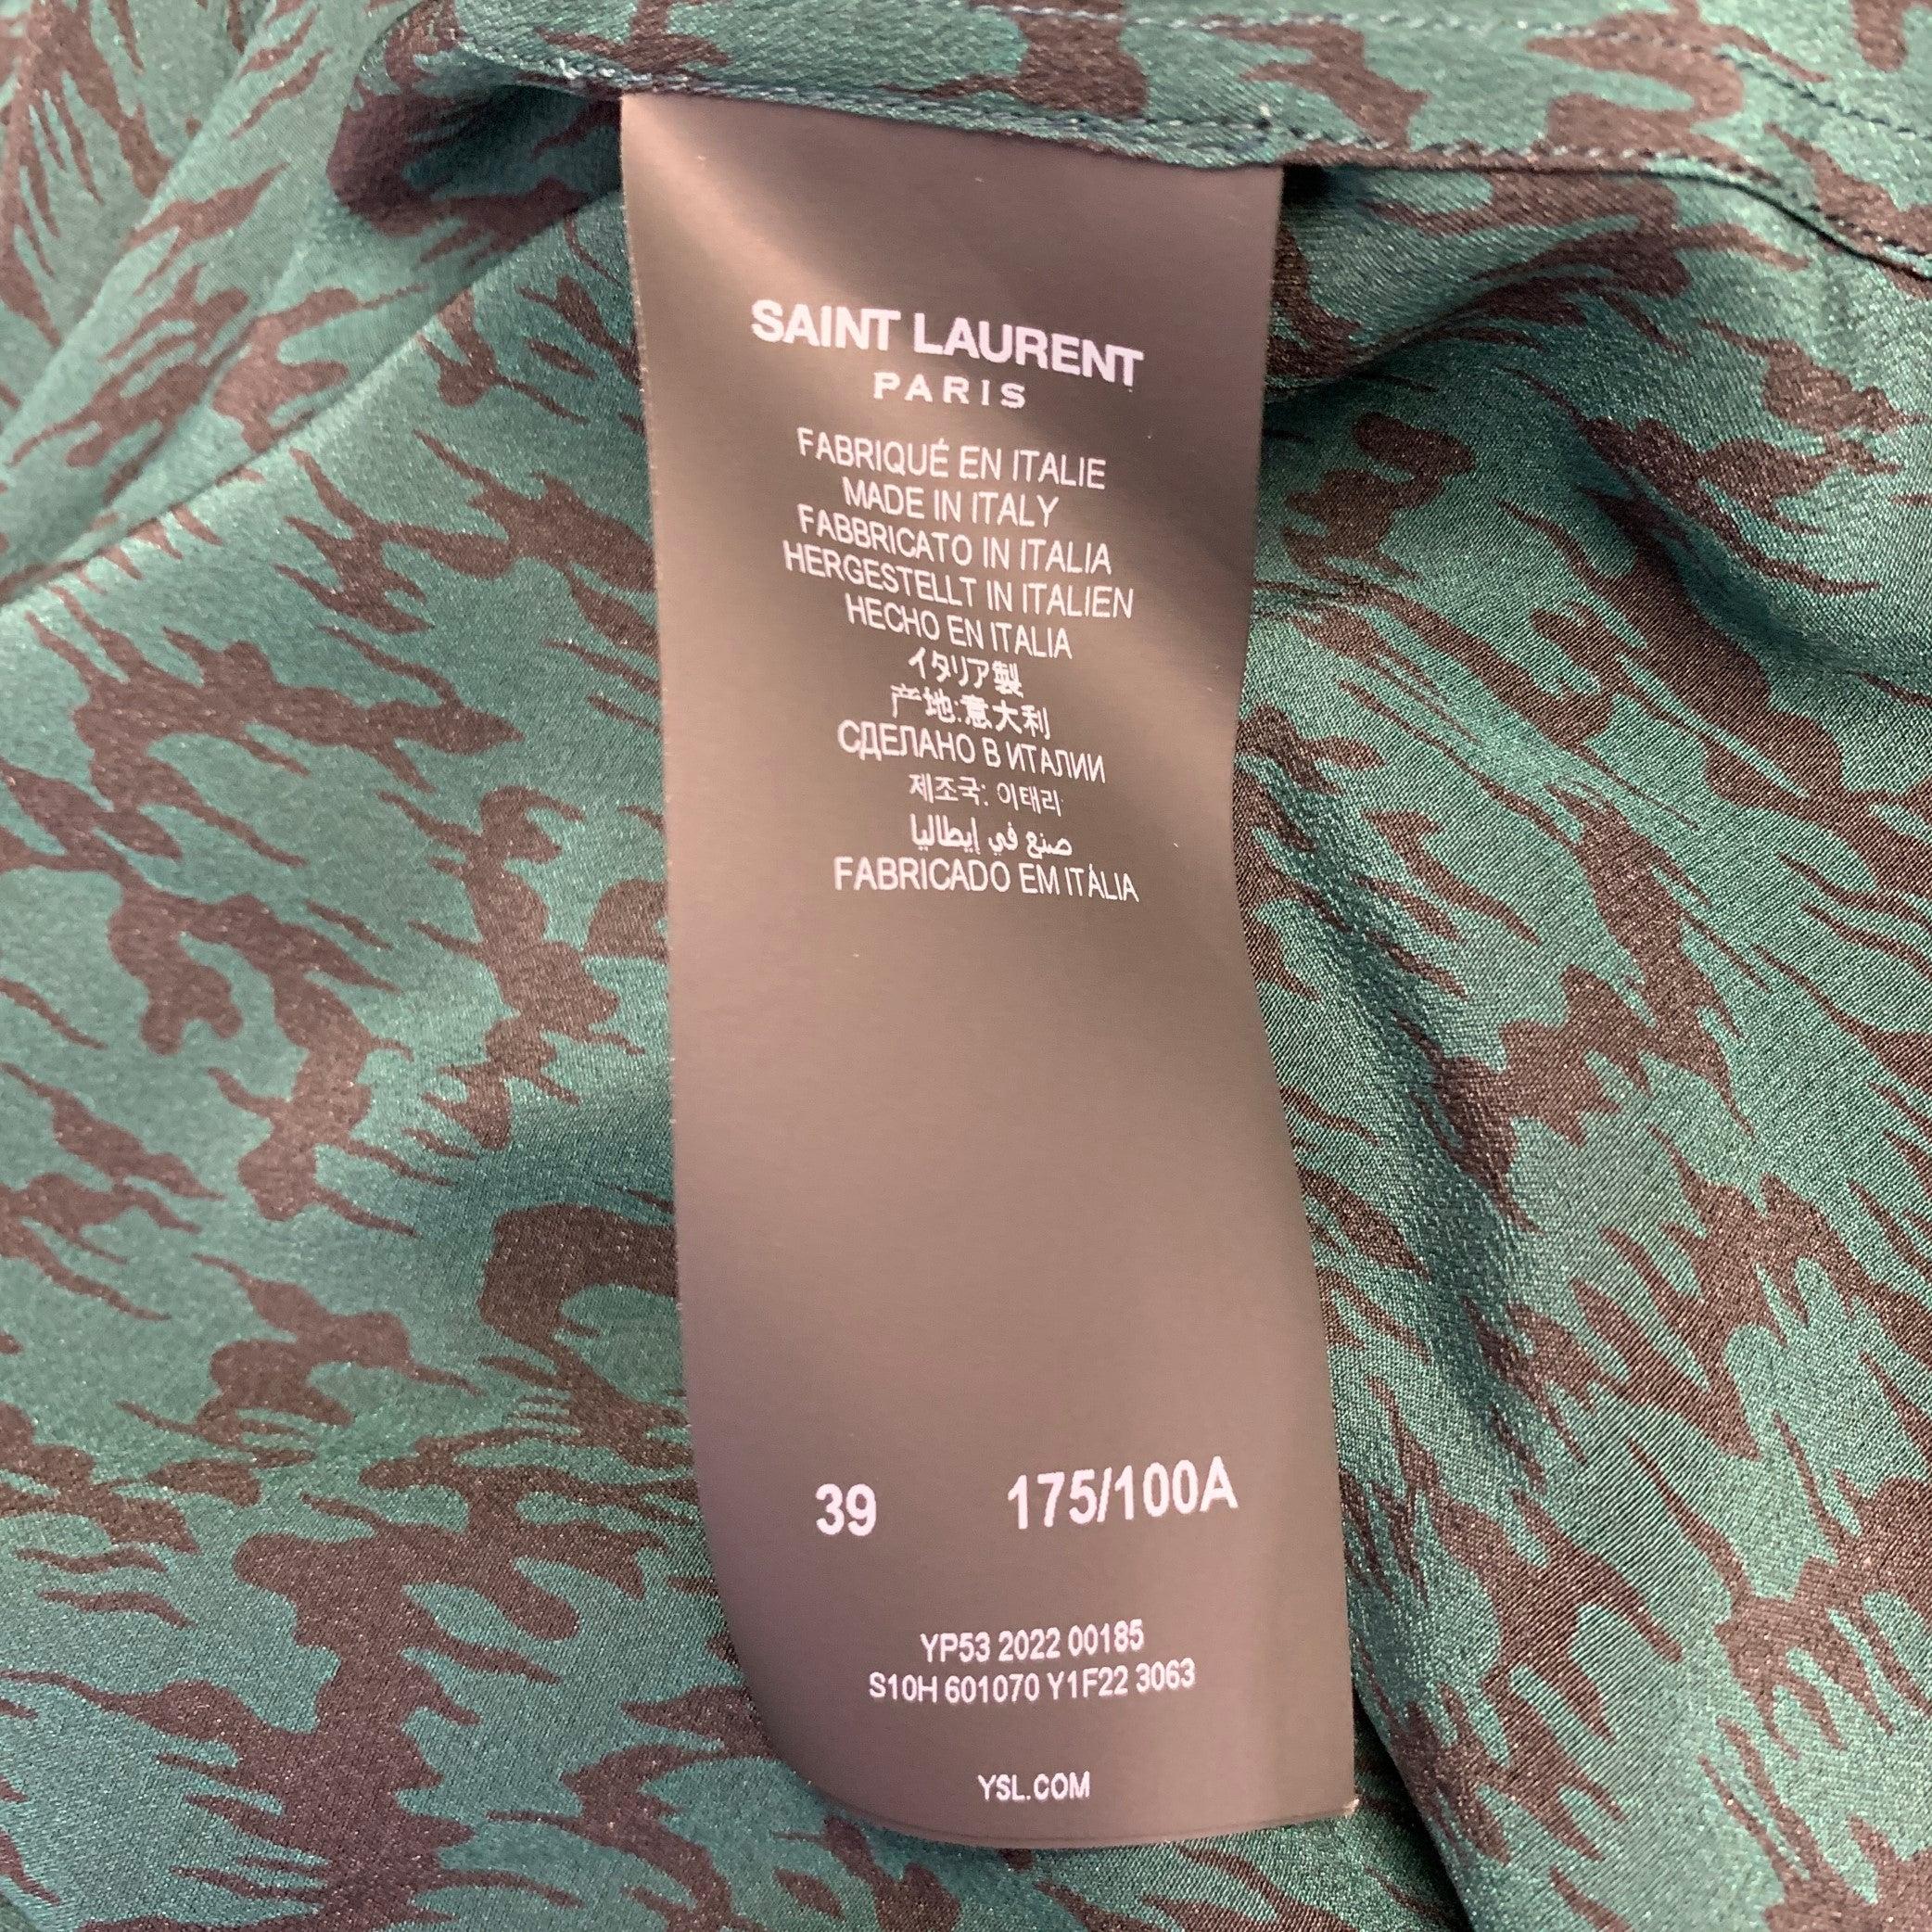 SAINT LAURENT
PARIS
FABRIQUÉ EN ITALIE
MADE IN ITALY
FABBRICATO IN ITALIA
HERGESTELLT IN ITALIEN
HECHO EN ITALIA
イタリア製
产地:意大利
СДЕЛАНО В ИТАЛИИ
제조국: 이태리
صنع في إيطاليا
FABRICADO EM ITÁLIA
39 175/100A
YP53 2022 00185
S10H 601070 Y1F22 3063
YSL.COM